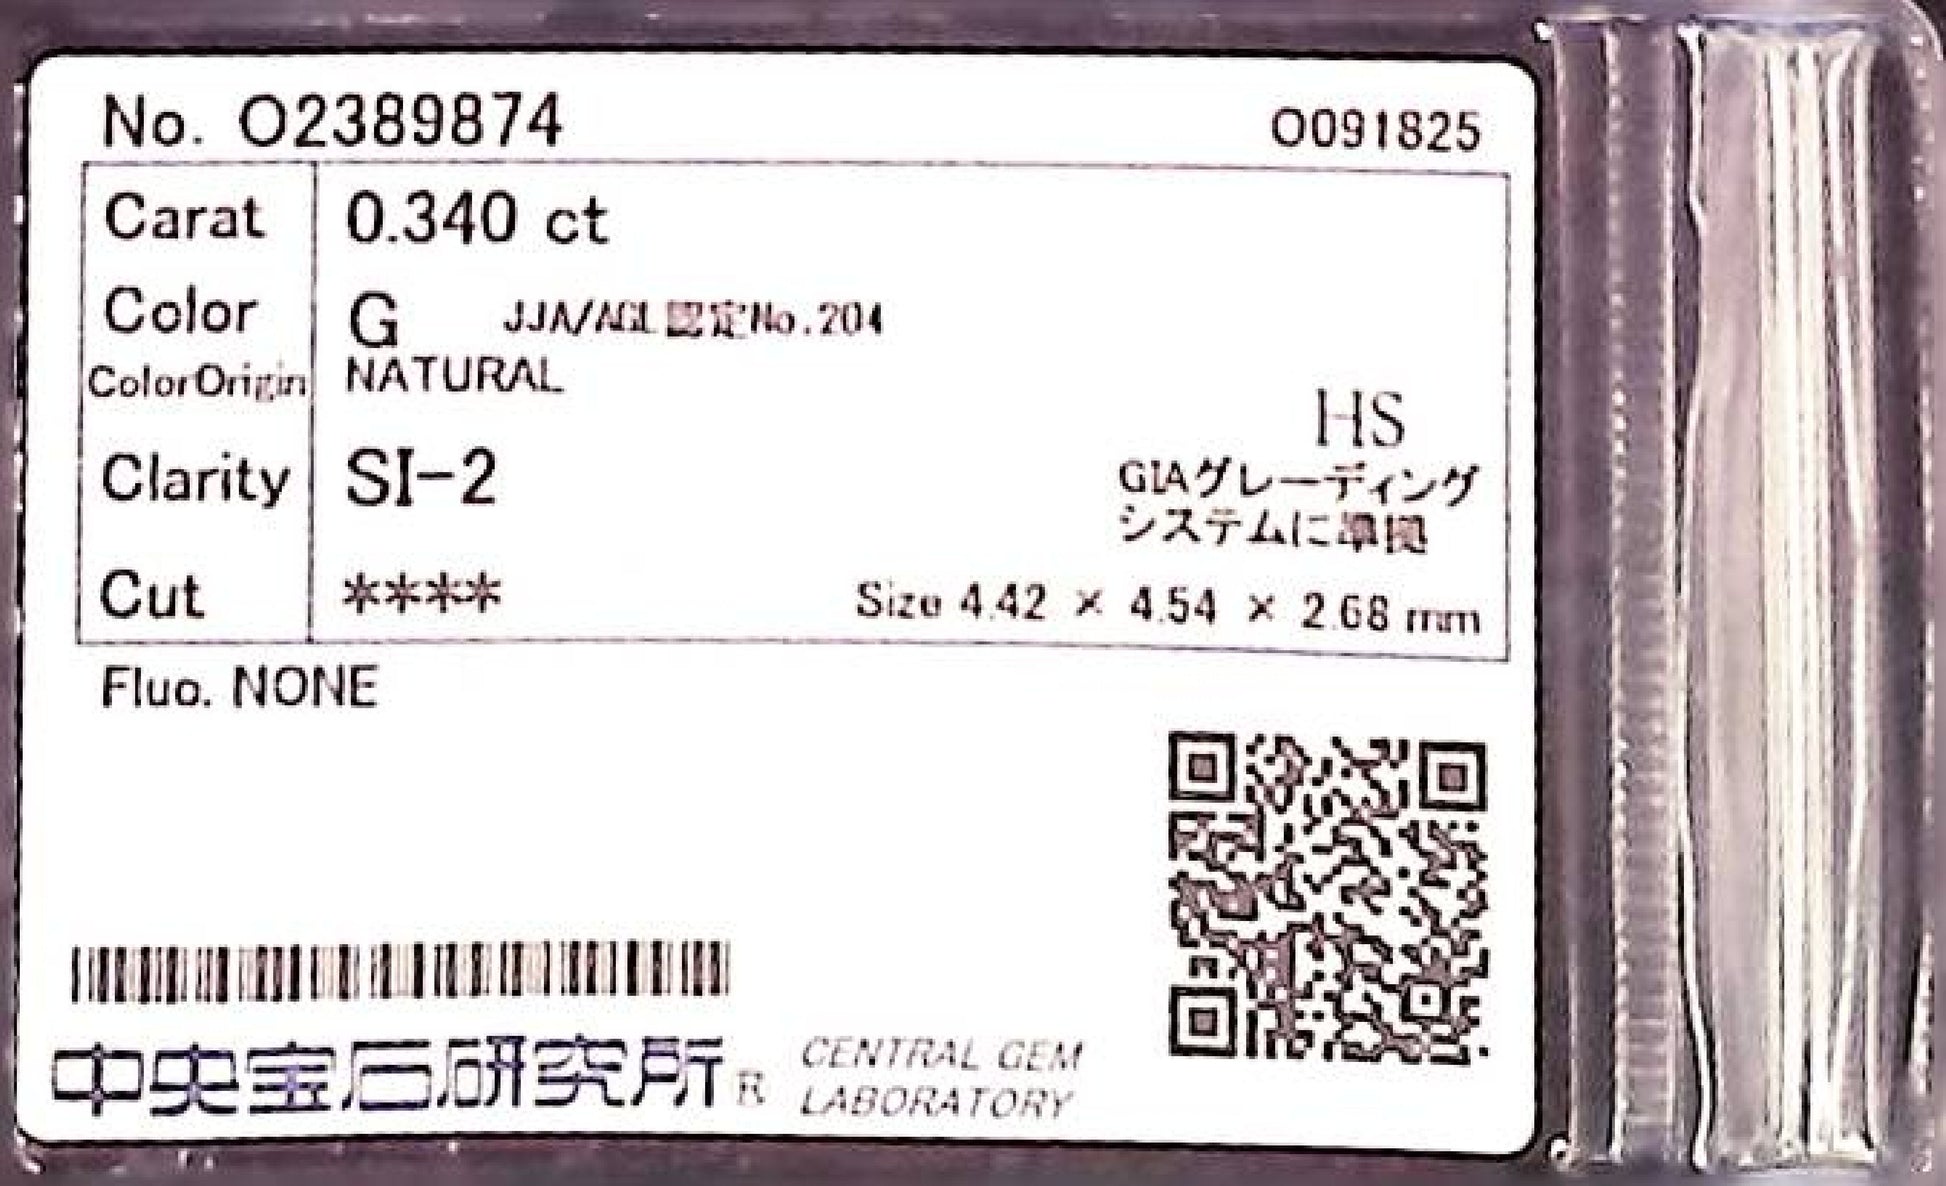 No. O2389874
O091825
Carat 0.340 ct
Color G JJA/AGL認定No.204
ColorOrigin NATURAL
HS
Clarity SI-2
GIAグレーディング
システムに準拠
Cut ****
Size 4.42 × 4.54 × 2.68 mm
Fluo. NONE
中央宝石研究所®
CENTRAL GEM
LABORATORY